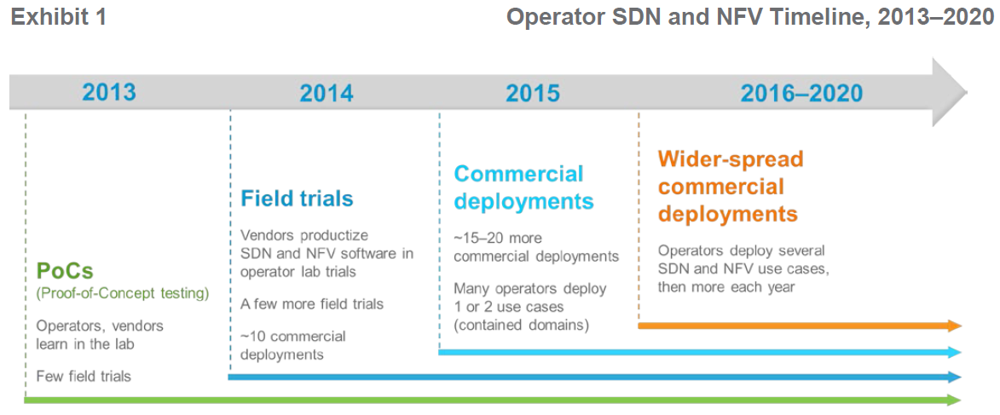 Exhibit 1
Operator SDN and NFV Timeline, 2013–2020
2013
2014
2015
2016–2020
PoCs
(Proof-of-Concept testing)
Operators, vendors
learn in the lab
Few field trials
Field trials
Vendors productize
SDN and NFV software in
operator lab trials
A few more field trials
~10 commercial
deployments
Commercial
deployments
~15–20 more
commercial deployments
Many operators deploy
1 or 2 use cases
(contained domains)
Wider-spread
commercial
deployments
Operators deploy several
SDN and NFV use cases,
then more each year